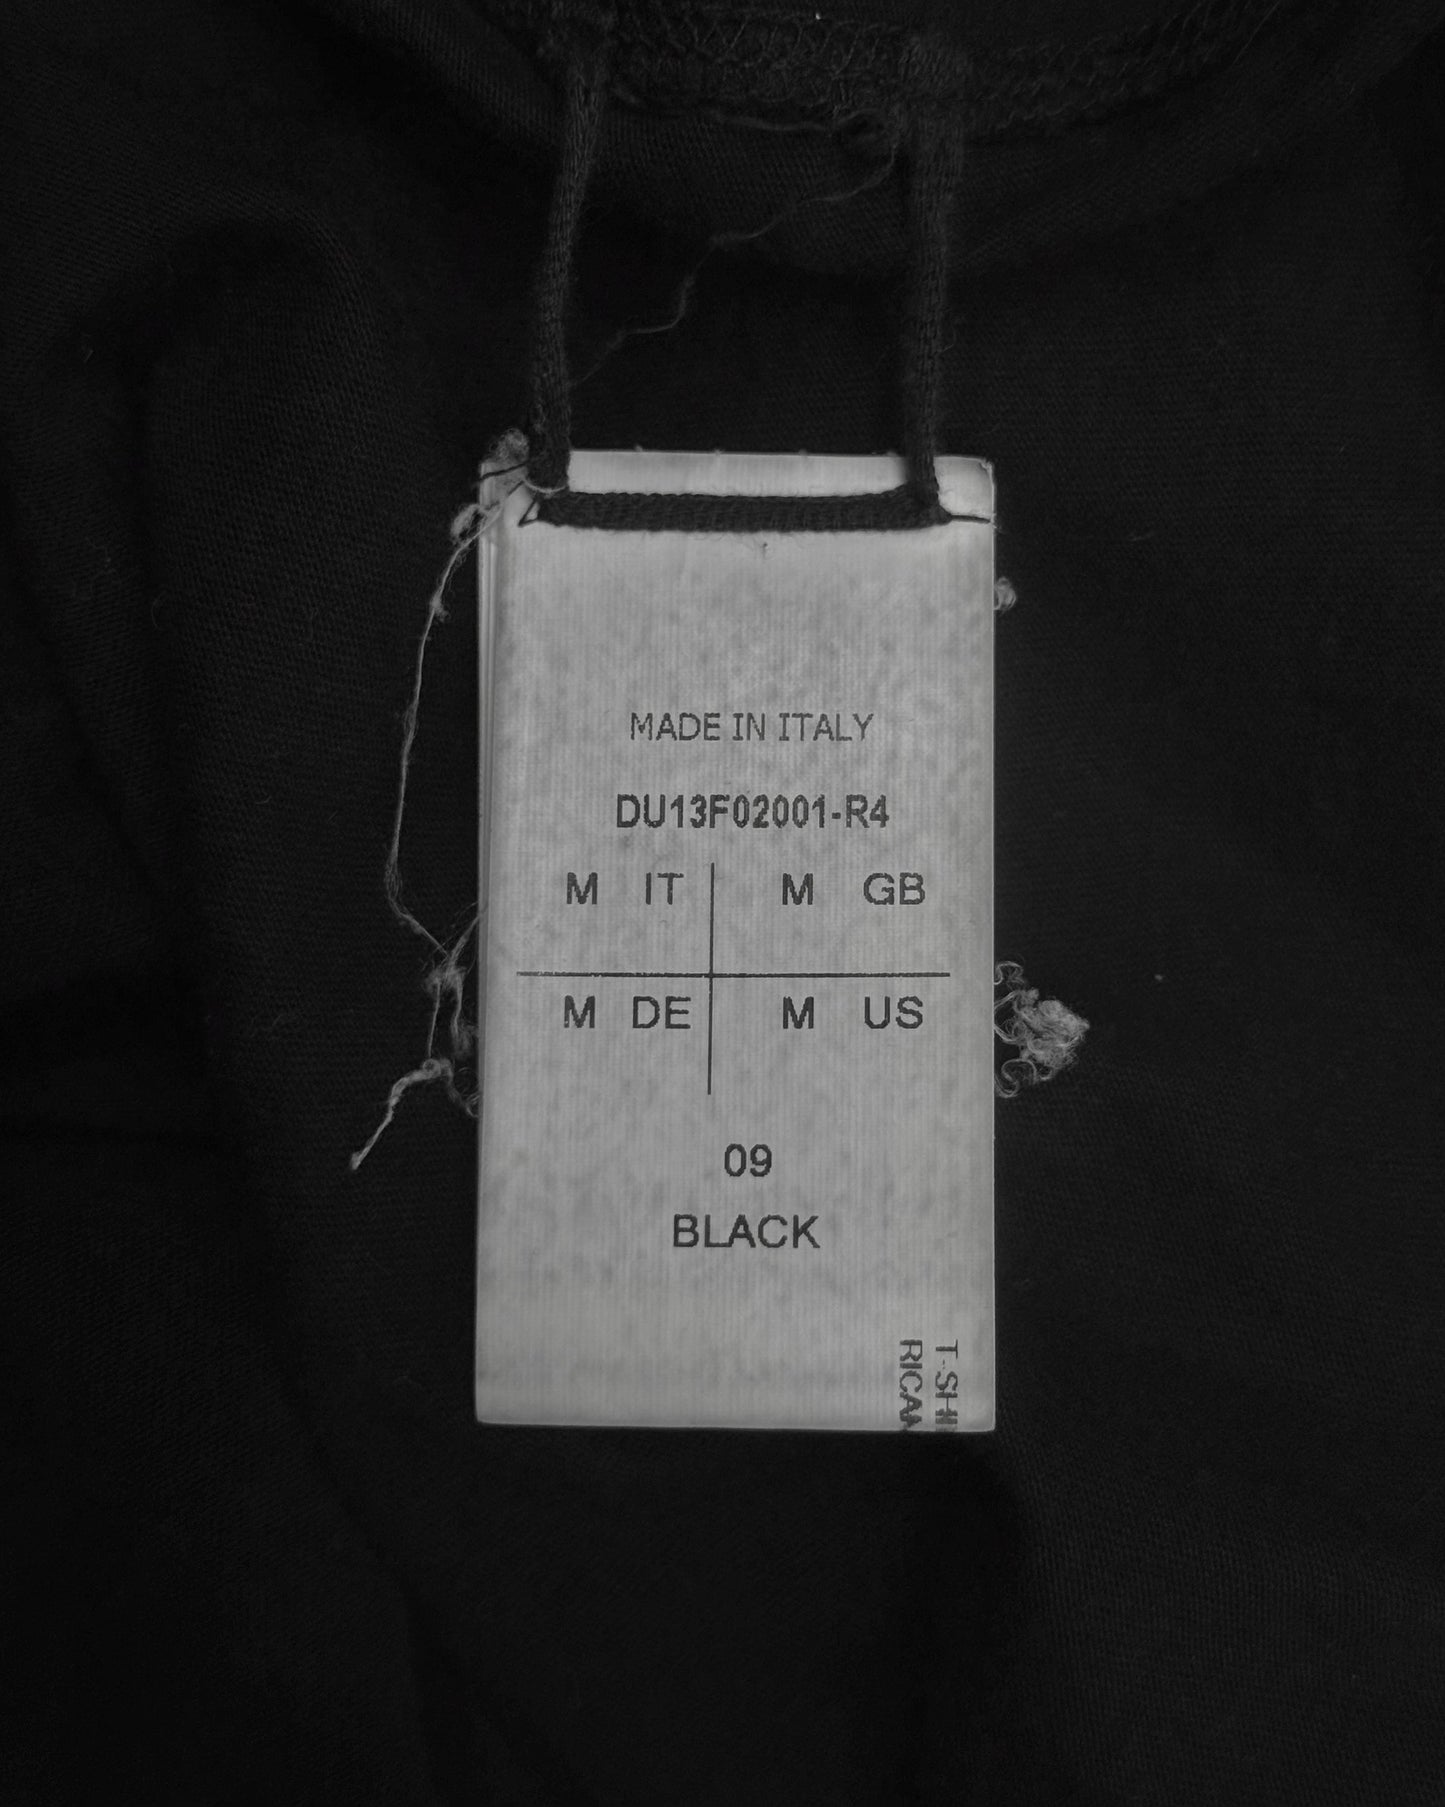 MADE IN ITALY
DU13F02001-R4
M IT M GB
M DE M US
09
BLACK
T-SHI
RICAM